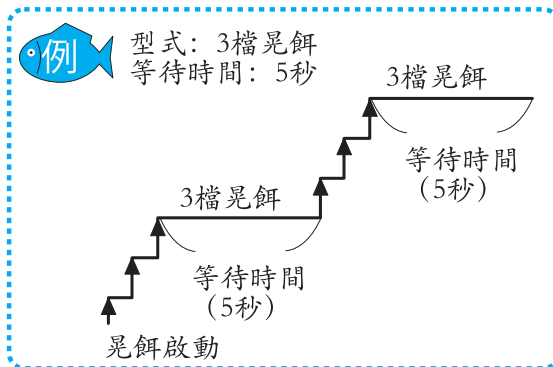 例
型式：3檔晃餌
等待時間：5秒
3檔晃餌
等待時間
（5秒）
3檔晃餌
等待時間
（5秒）
晃餌啟動